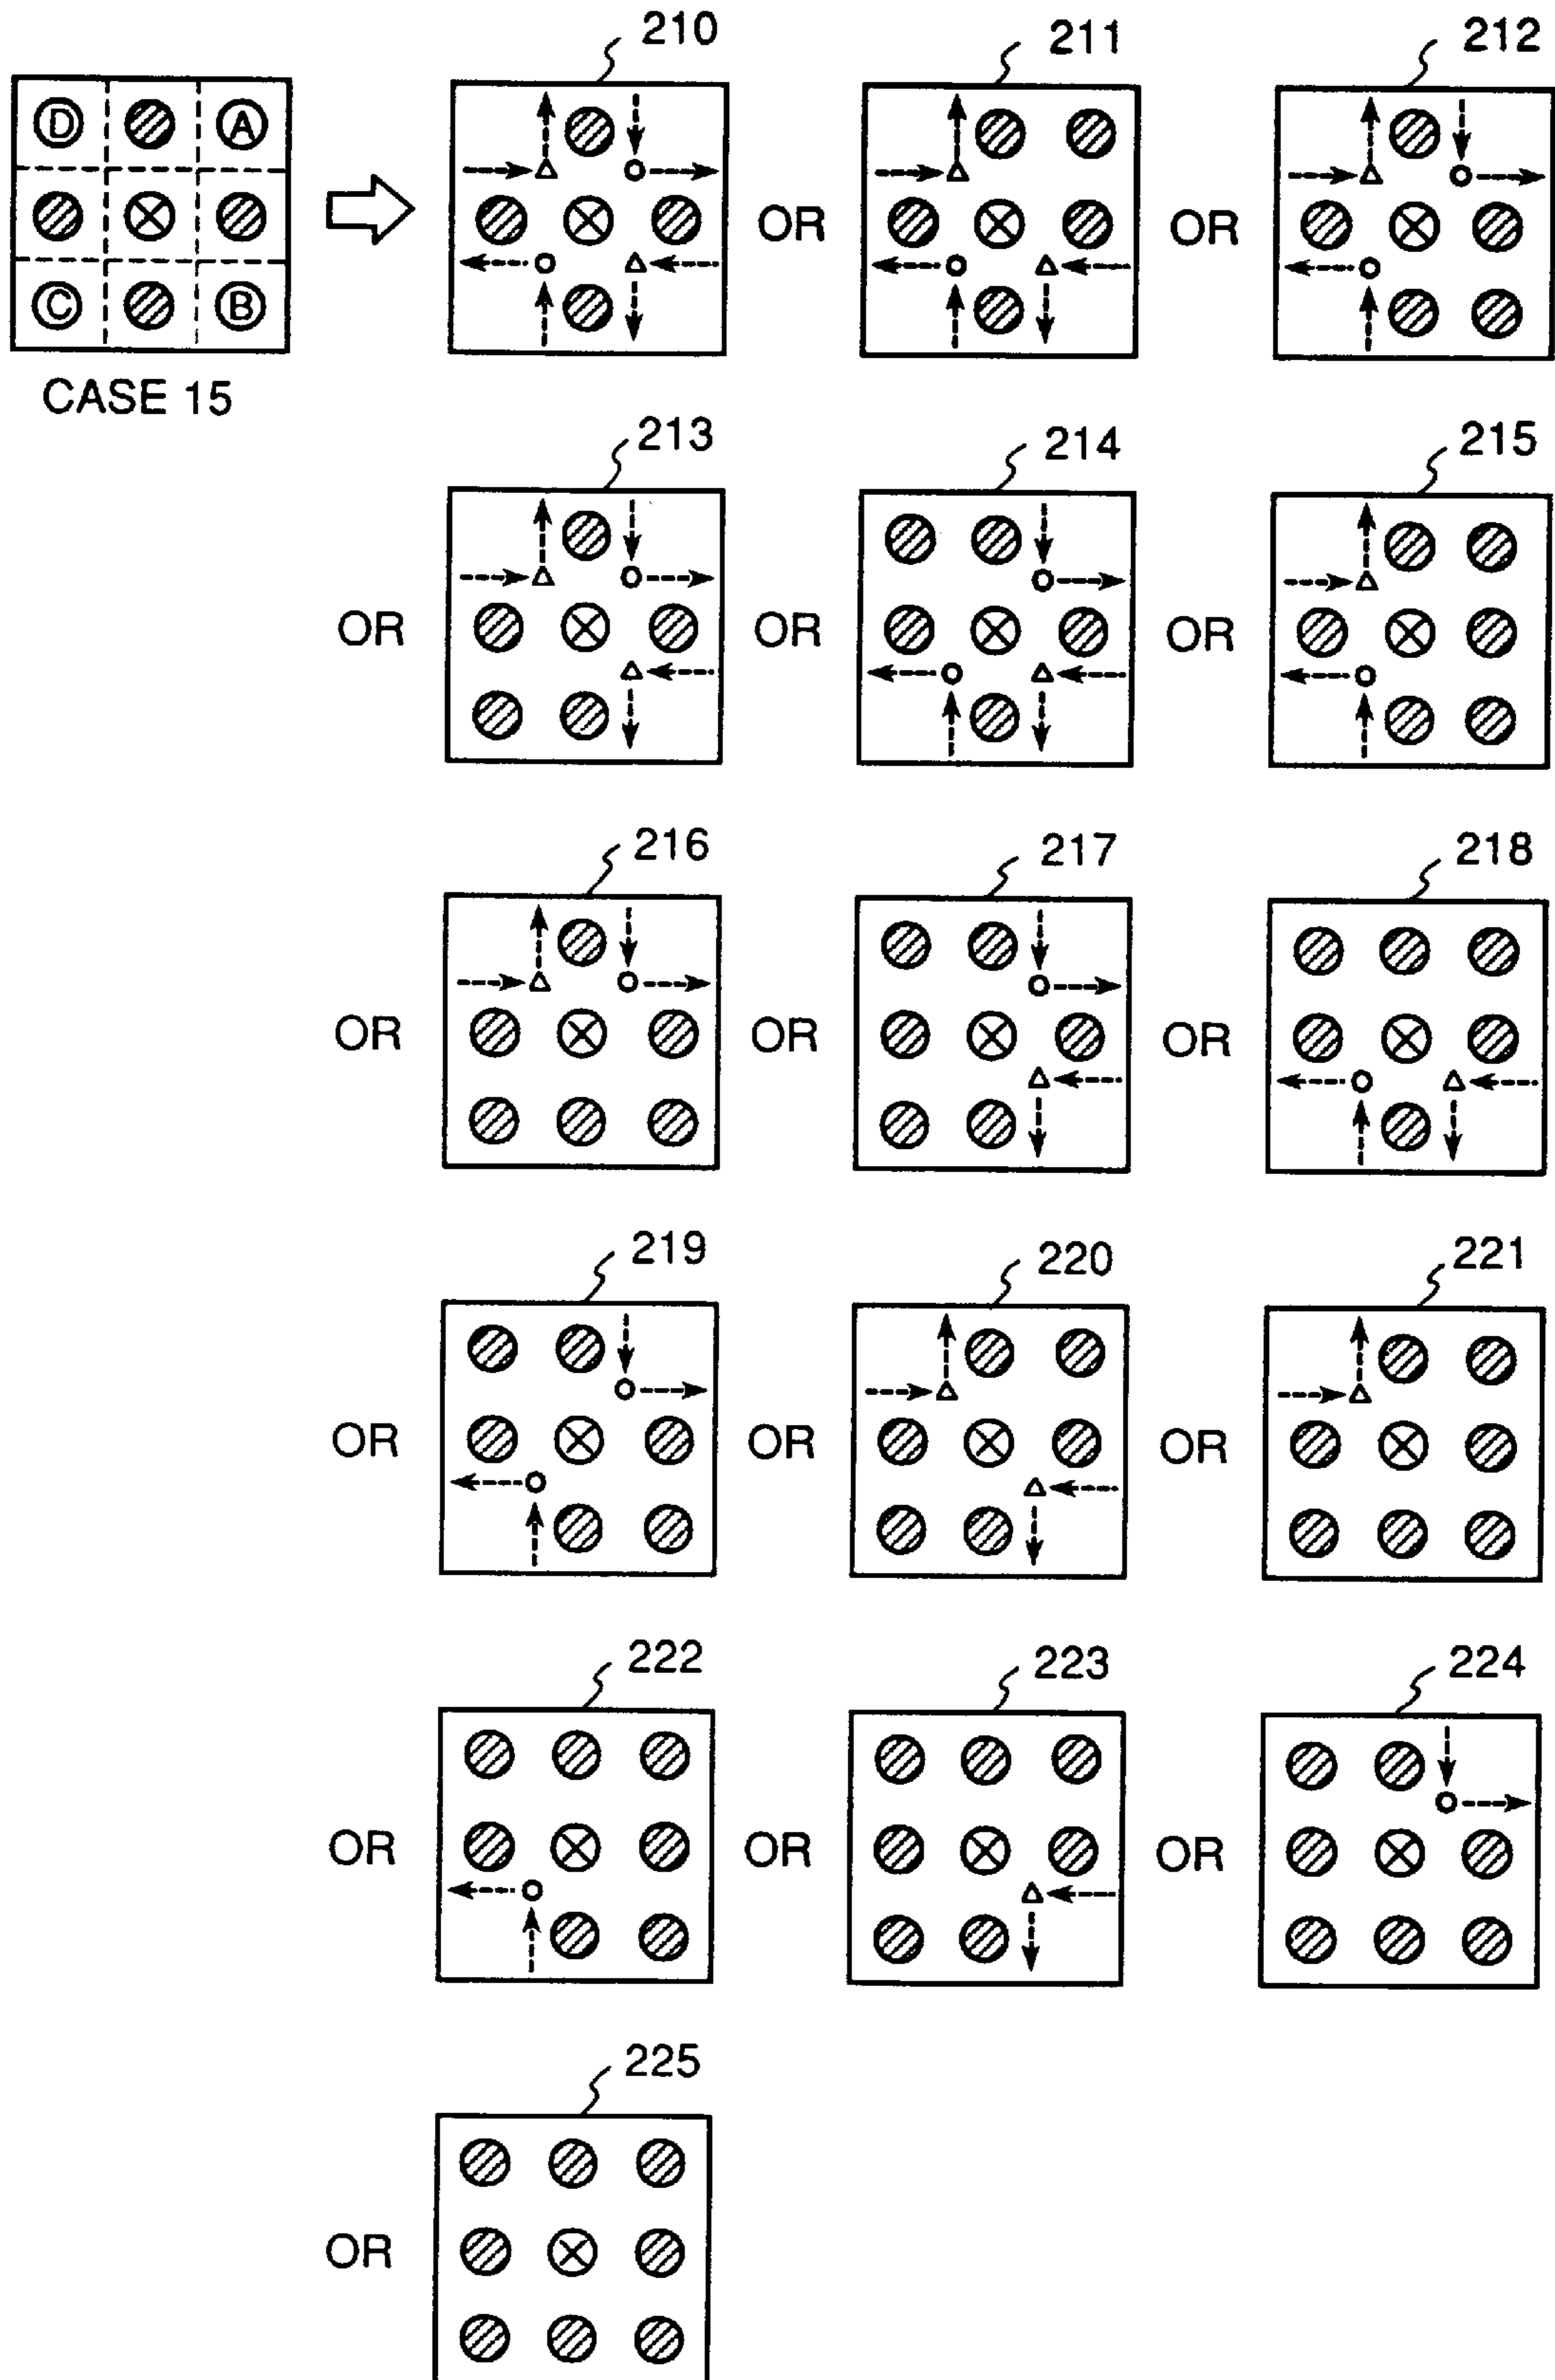 210 211 212
D A
OR OR
C B
CASE 15
213 214 215
OR OR OR
216 217 218
OR OR OR
219 220 221
OR OR OR
222 223 224
OR OR OR
225
OR